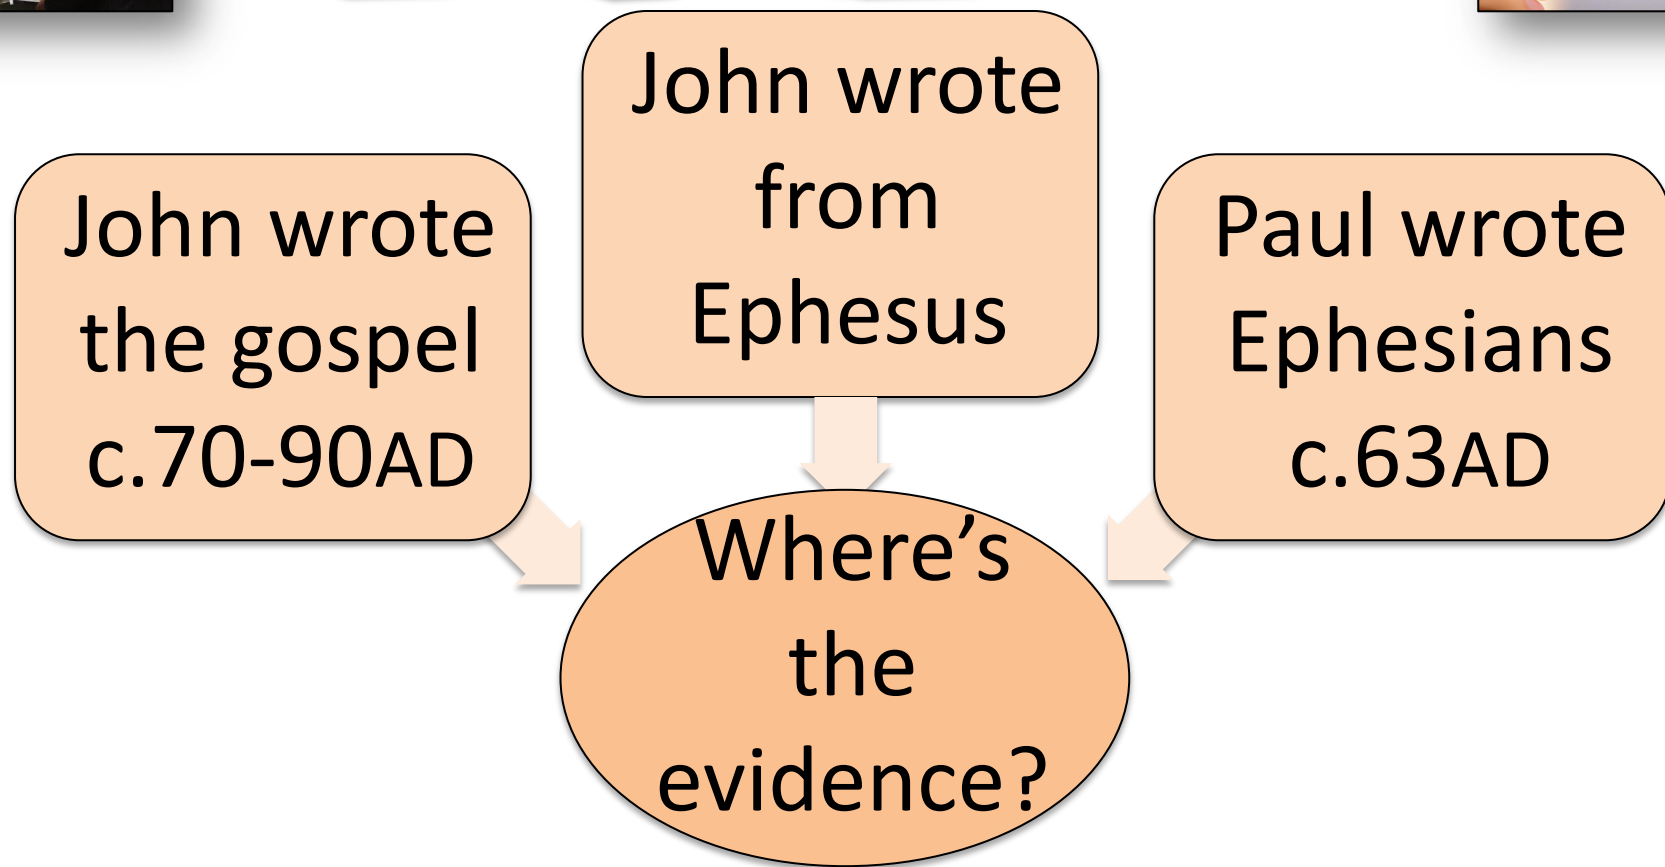 John wrote
the gospel
c.70-90AD
John wrote
from
Ephesus
Paul wrote
Ephesians
c.63AD
Where’s
the
evidence?